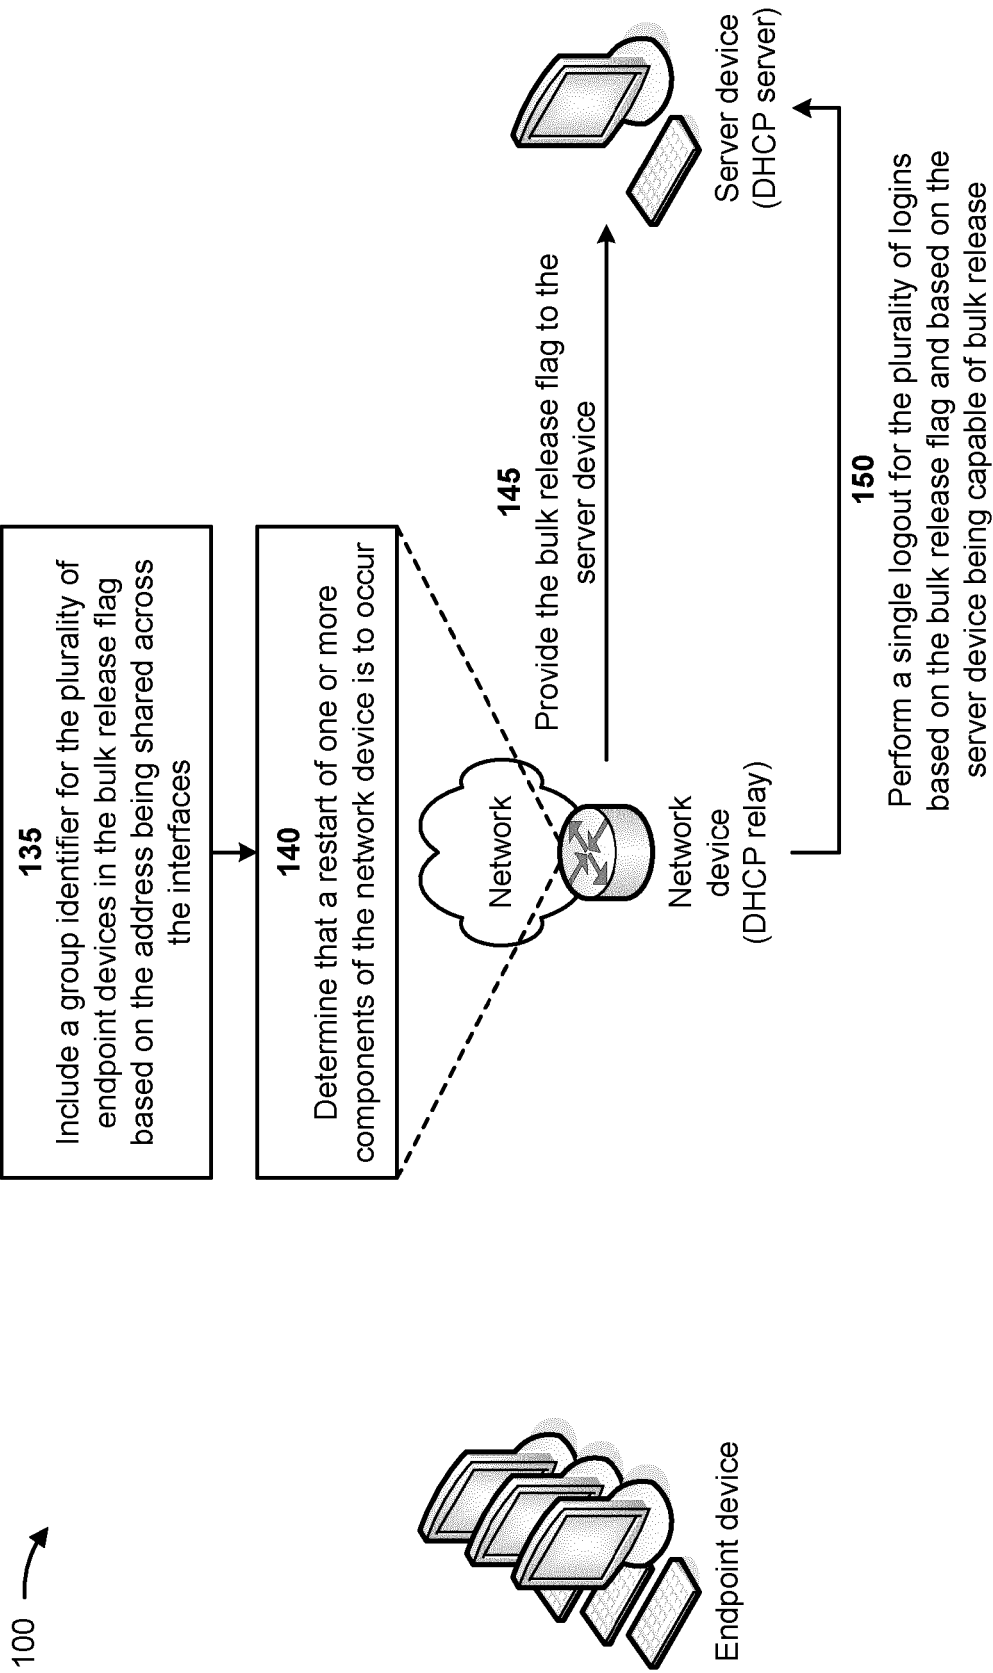 100
135
Include a group identifier for the plurality of
endpoint devices in the bulk release flag
based on the address being shared across
the interfaces
140
Determine that a restart of one or more
components of the network device is to occur
Network
145
Provide the bulk release flag to the
server device
Endpoint device
Network
device
(DHCP relay)
Server device
(DHCP server)
150
Perform a single logout for the plurality of logins
based on the bulk release flag and based on the
server device being capable of bulk release